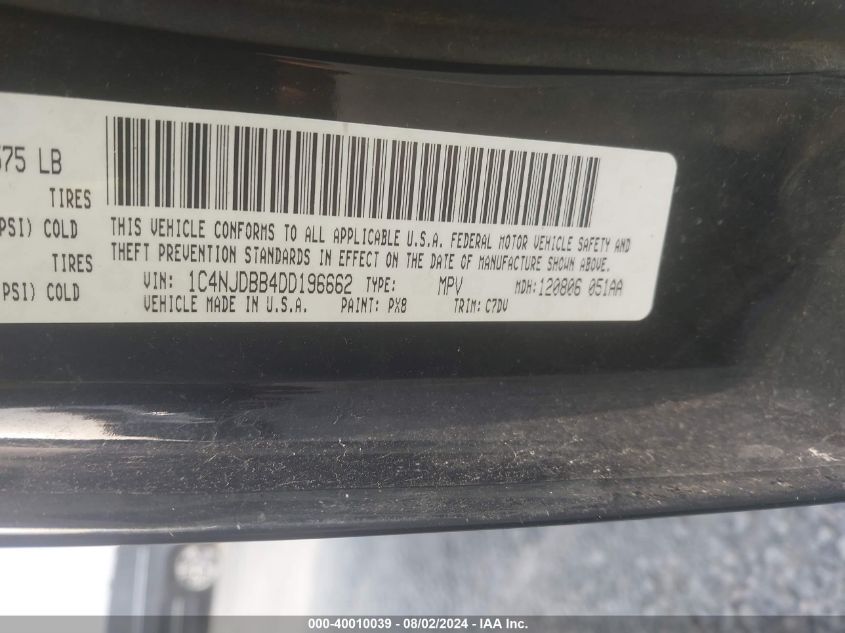 575 LB
TIRES
PSI) COLD
TIRES
PSI) COLD
THIS VEHICLE CONFORMS TO ALL APPLICABLE U.S.A. FEDERAL MOTOR VEHICLE SAFETY AND
THEFT PREVENTION STANDARDS IN EFFECT ON THE DATE OF MANUFACTURE SHOWN ABOVE.
VIN: 1C4NJDBB4DD196662 TYPE: MPV MDH:120806 051AA
VEHICLE MADE IN U.S.A. PAINT: PX8 TRIM: C7DV
000-40010039 - 08/02/2024 - IAA Inc.